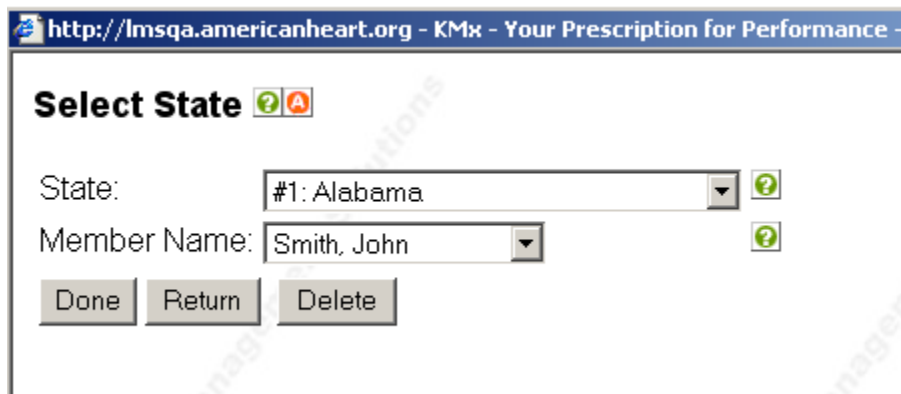 http://lmsqa.americanheart.org - KMx - Your Prescription for Performance -
Select State ? A
State: #1: Alabama ?
Member Name: Smith, John ?
Done Return Delete